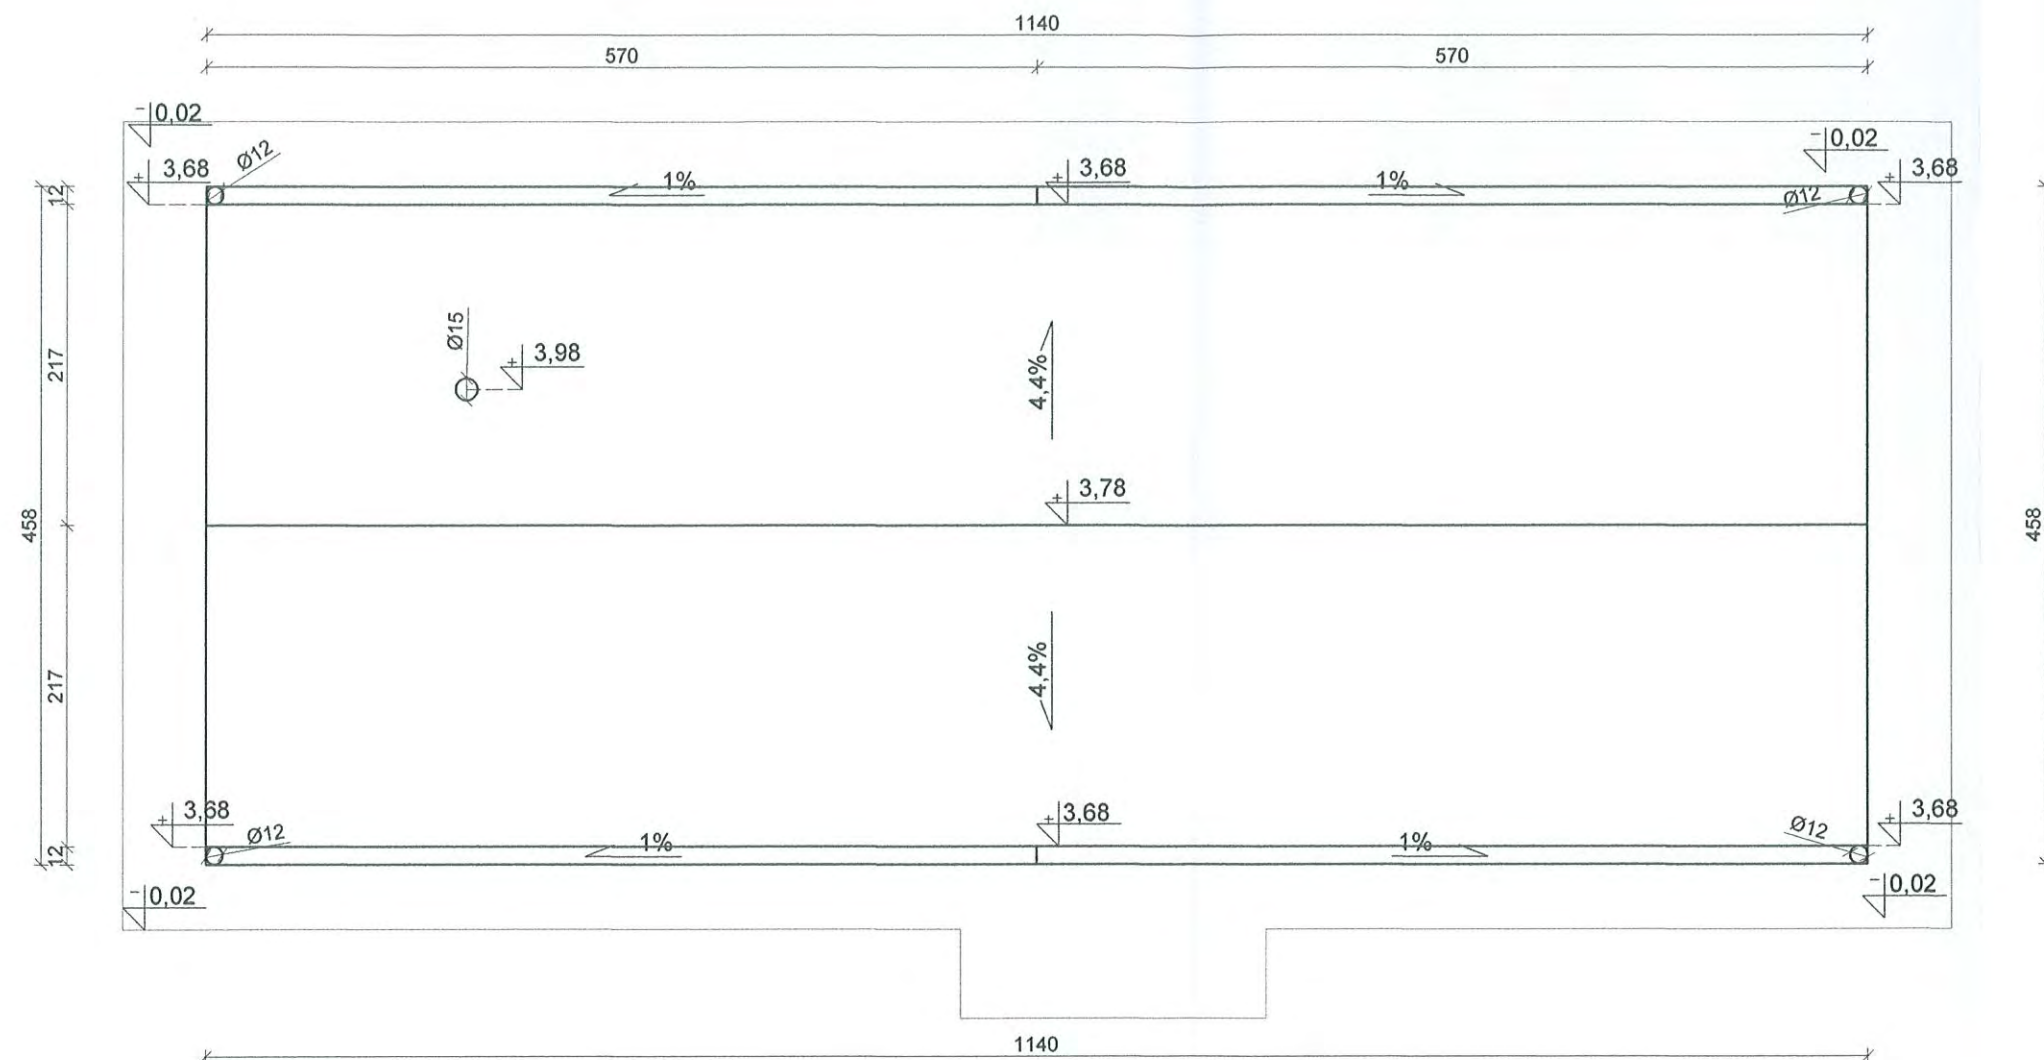 1140
570 570
-0,02
-0,02
Ø12
+3,68 1% +3,68 1% +3,68
12 Ø12
Ø15
+3,98
217 4,4%
+3,78
458 458
217 4,4%
+3,68 +3,68 +3,68
Ø12 1% 1% Ø12
12
-0,02 -0,02
1140